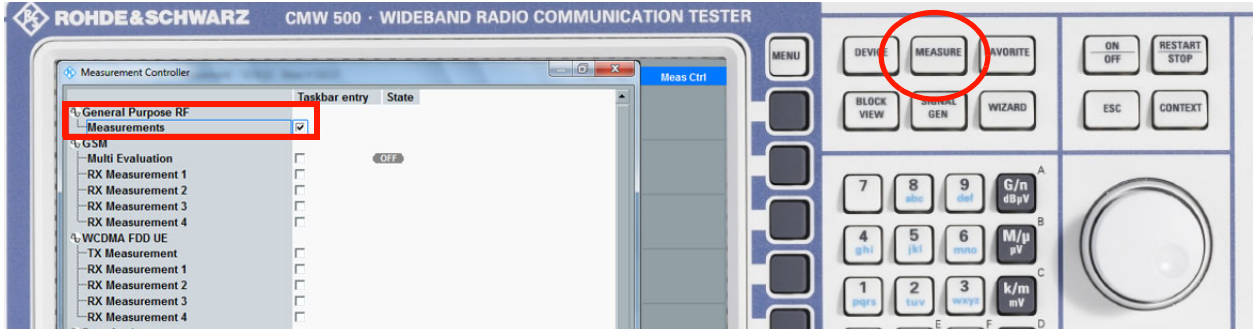 ROHDE&SCHWARZ CMW 500 · WIDEBAND RADIO COMMUNICATION TESTER
Measurement Controller
Meas Ctrl
Taskbar entry State
General Purpose RF
Measurements
GSM
Multi Evaluation OFF
RX Measurement 1
RX Measurement 2
RX Measurement 3
RX Measurement 4
WCDMA FDD UE
TX Measurement
RX Measurement 1
RX Measurement 2
RX Measurement 3
RX Measurement 4
MENU
DEVICE MEASURE FAVORITE
ON
OFF
RESTART
STOP
BLOCK
VIEW
SIGNAL
GEN
WIZARD
ESC CONTEXT
7
8
abc
9
def
G/n
dBµV
A
4
ghi
5
jkl
6
mno
M/µ
µV
B
1
pqrs
2
tuv
3
wxyz
k/m
mV
C
E F D